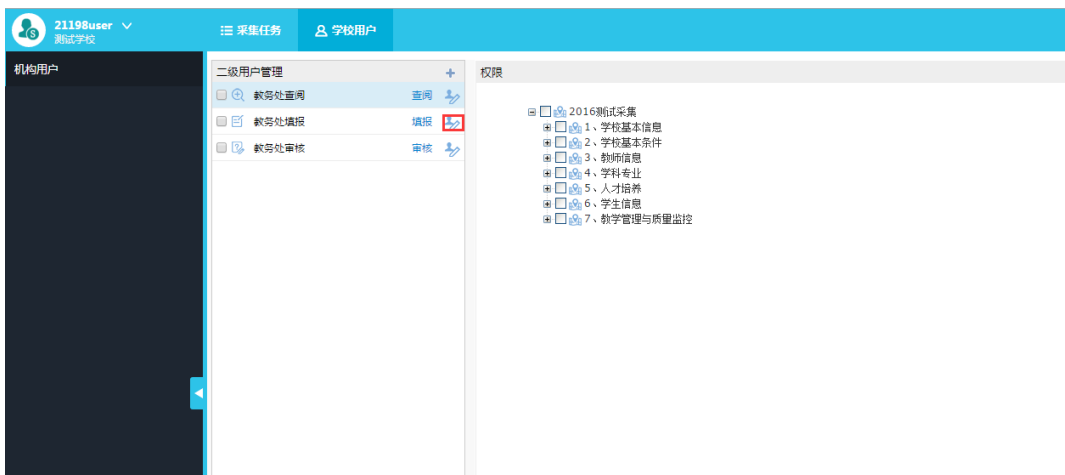 21198user
测试学校
采集任务
学校用户
机构用户
二级用户管理
教务处查阅 查阅
教务处填报 填报
教务处审核 审核
权限
2016测试采集
1、学校基本信息
2、学校基本条件
3、教师信息
4、学科专业
5、人才培养
6、学生信息
7、教学管理与质量监控